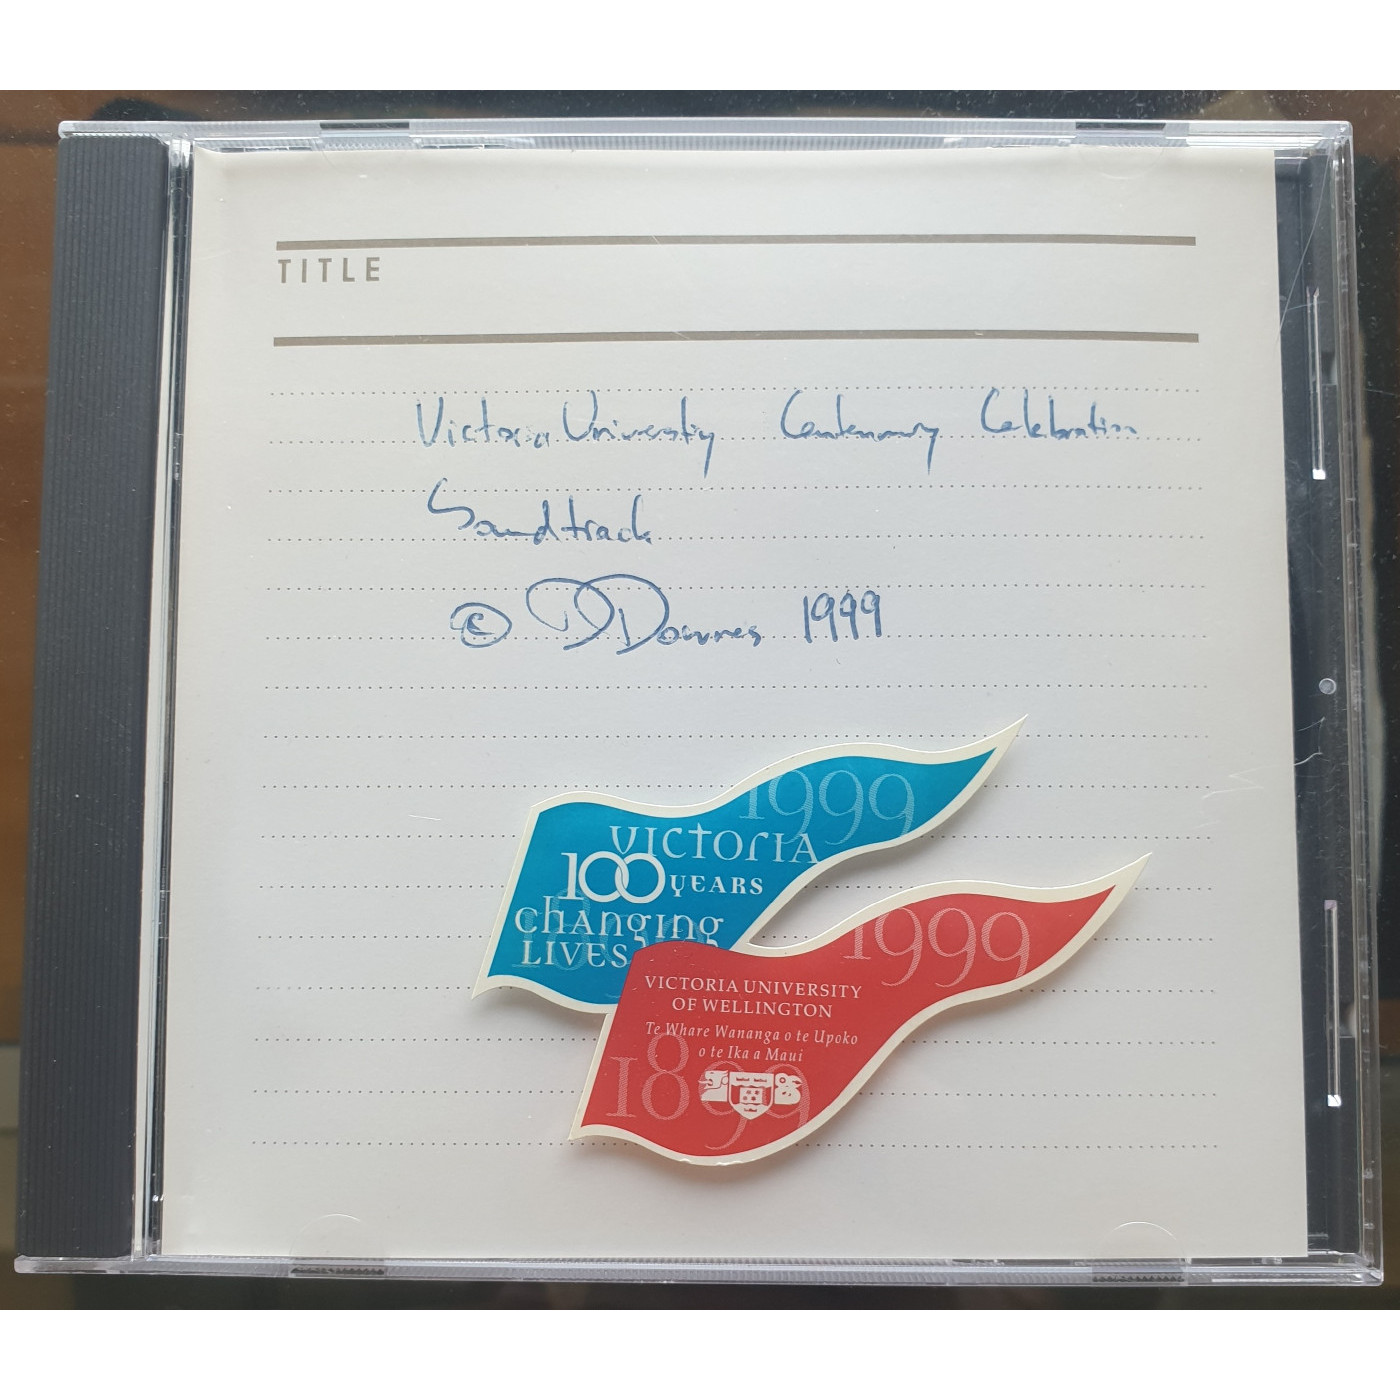 TITLE
Victoria University Centenary Celebration
Soundtrack
© DDownes 1999
1999
VICTORIA
100 YEARS
changing
LIVES
1999
VICTORIA UNIVERSITY
OF WELLINGTON
Te Whare Wananga o te Upoko
o te Ika a Maui
1899